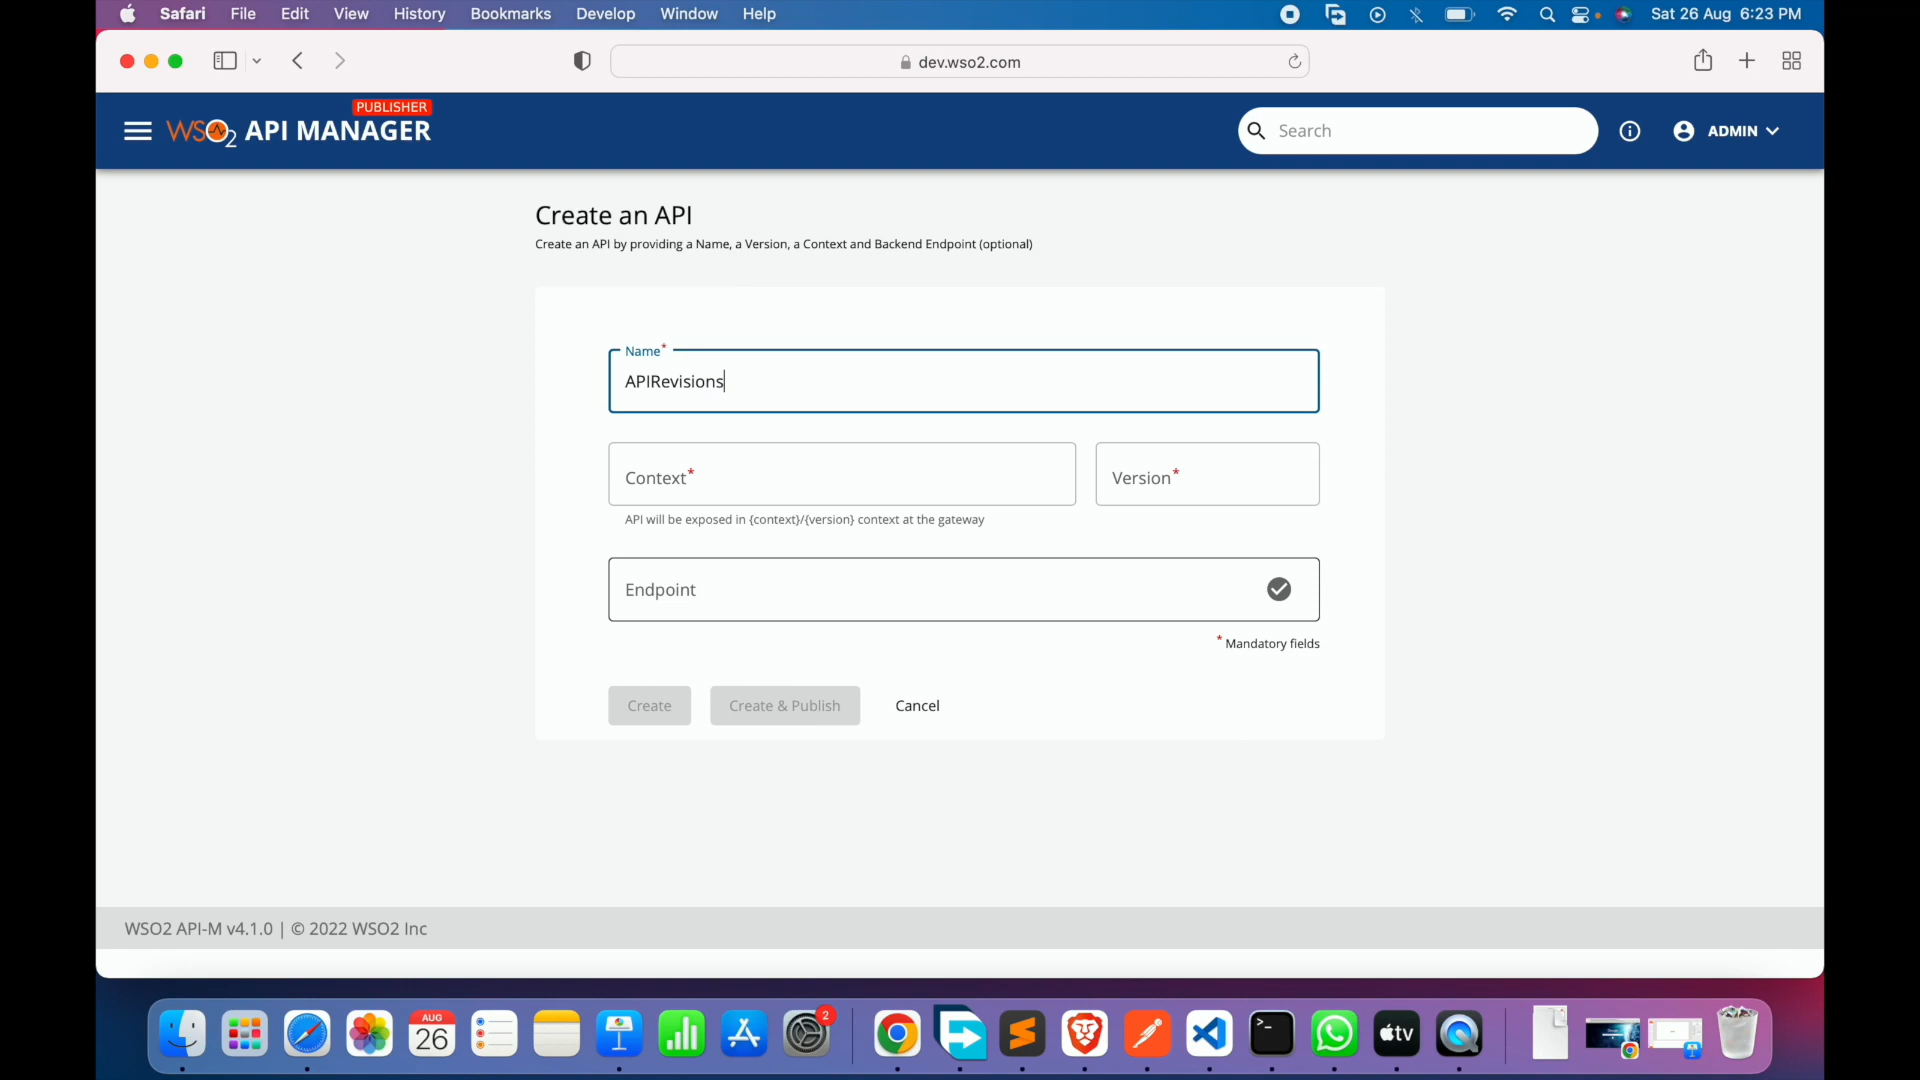 Safari File Edit View History Bookmarks Develop Window Help Sat 26 Aug 6:23 PM
dev.wso2.com
PUBLISHER
WSO2 API MANAGER
Search
ADMIN
Create an API
Create an API by providing a Name, a Version, a Context and Backend Endpoint (optional)
Name*
APIRevisions
Context* Version*
API will be exposed in {context}/{version} context at the gateway
Endpoint
* Mandatory fields
Create Create & Publish Cancel
WSO2 API-M v4.1.0 | © 2022 WSO2 Inc
AUG
26
2
>_
tv